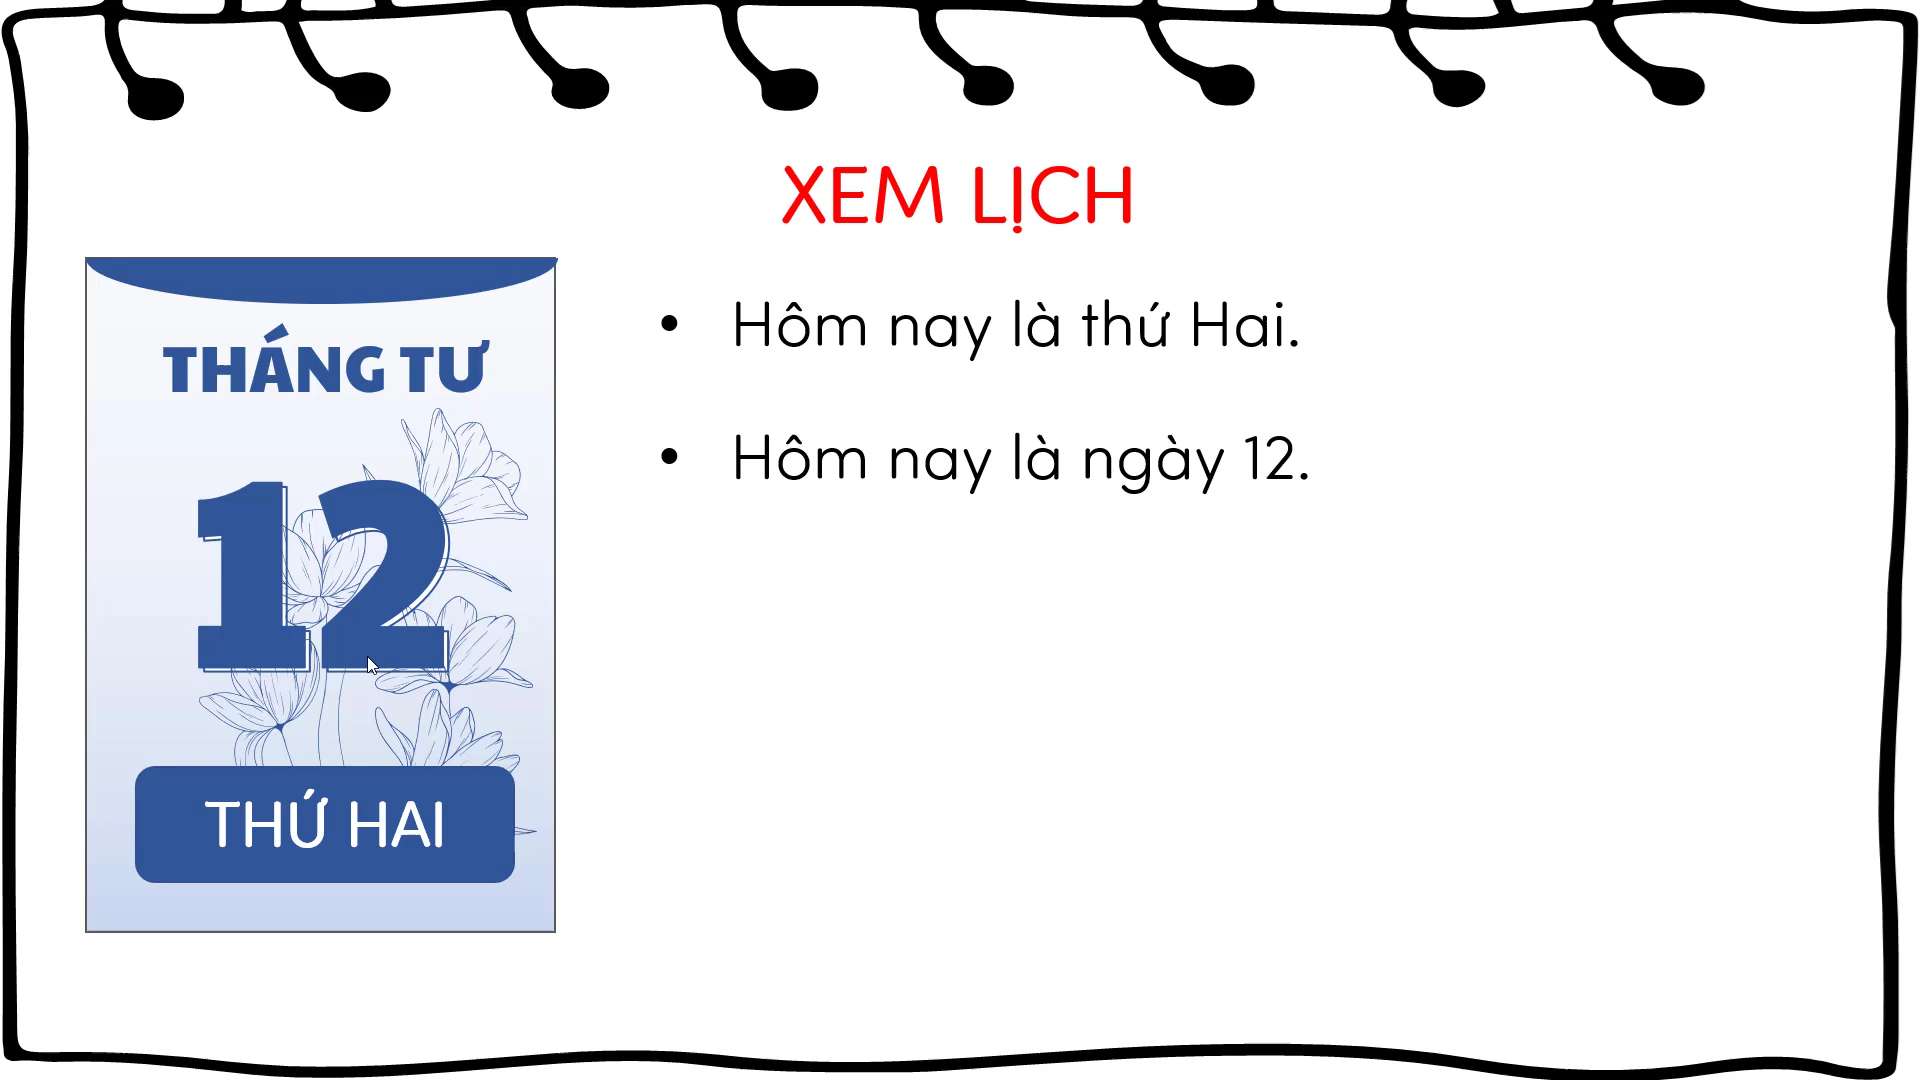 XEM LỊCH
THÁNG TƯ
12
THỨ HAI
• Hôm nay là thứ Hai.
• Hôm nay là ngày 12.